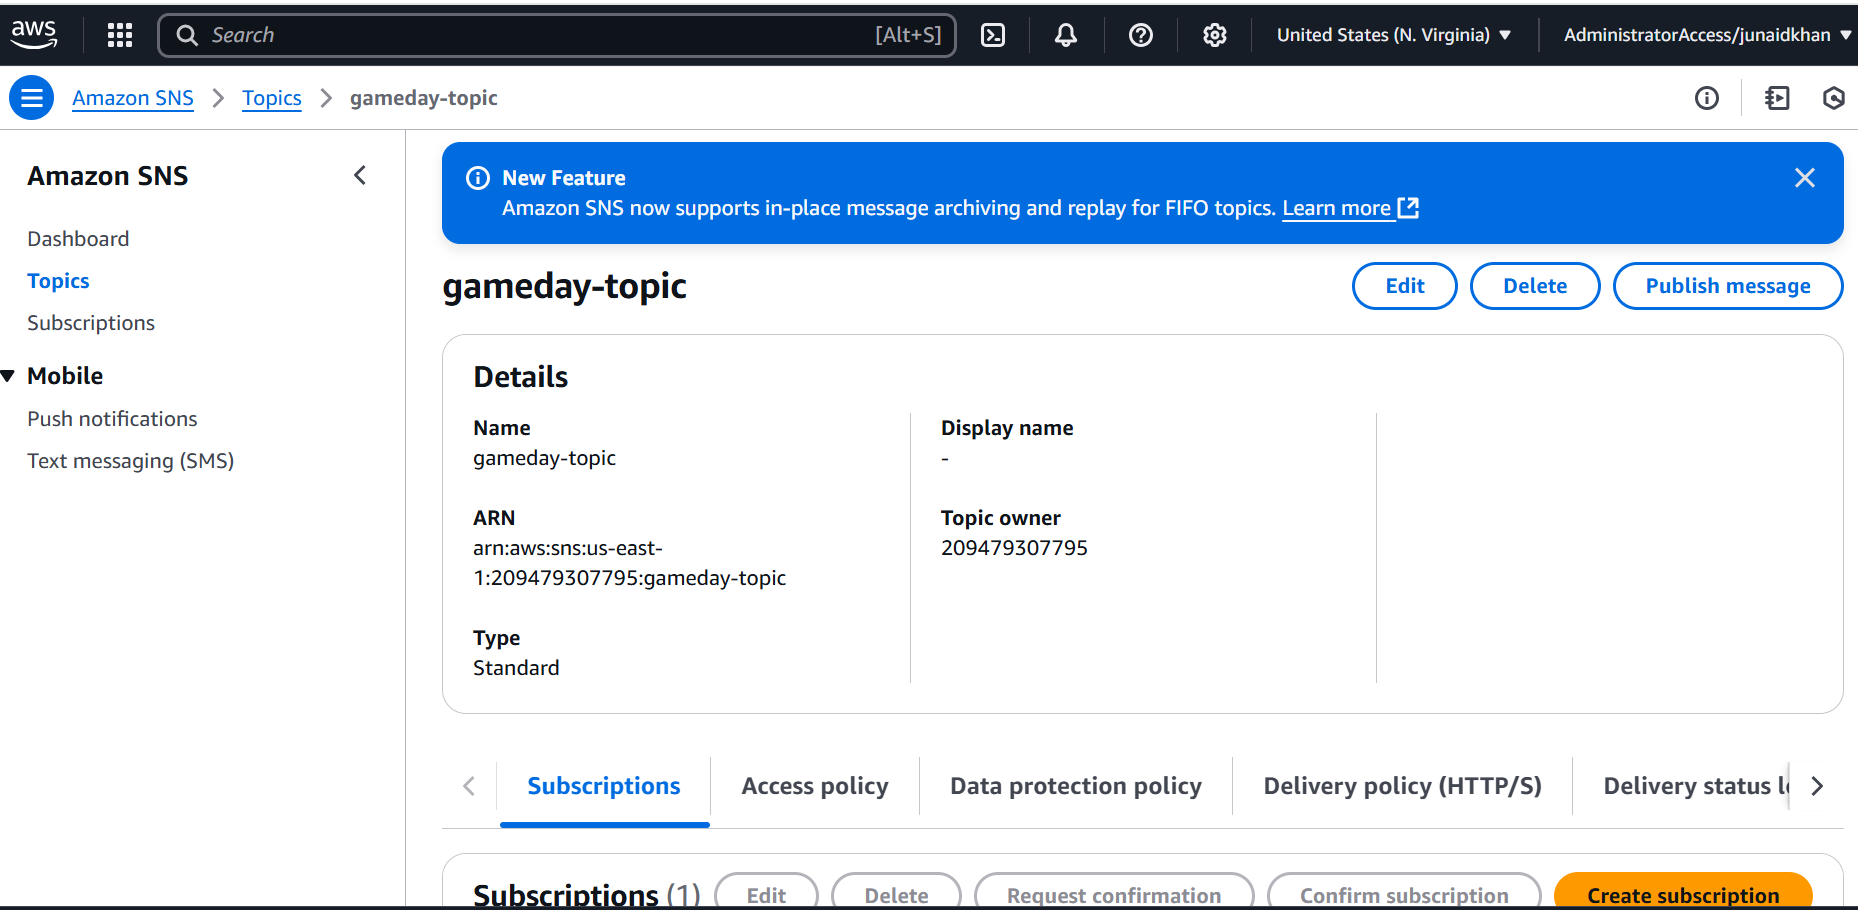 aws
Search
[Alt+S]
United States (N. Virginia)
AdministratorAccess/junaidkhan
Amazon SNS
Topics
gameday-topic
Amazon SNS
Dashboard
Topics
Subscriptions
Mobile
Push notifications
Text messaging (SMS)
New Feature
Amazon SNS now supports in-place message archiving and replay for FIFO topics. Learn more
gameday-topic
Edit
Delete
Publish message
Details
Name
gameday-topic
ARN
arn:aws:sns:us-east-
1:209479307795:gameday-topic
Type
Standard
Display name
-
Topic owner
209479307795
Subscriptions
Access policy
Data protection policy
Delivery policy (HTTP/S)
Delivery status
Subscriptions (1)
Edit
Delete
Request confirmation
Confirm subscription
Create subscription